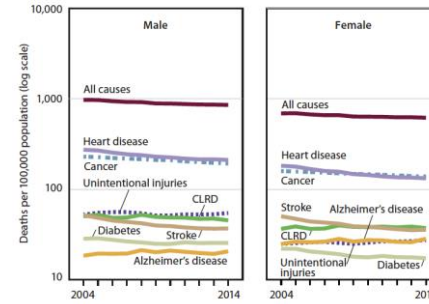 Male
Female
Deaths per 100,000 population (log scale)
10,000
1,000
100
10
All causes
Heart disease
Cancer
Unintentional injuries
CLRD
Diabetes
Stroke
Alzheimer's disease
2004
2014
All causes
Heart disease
Cancer
Stroke
Alzheimer's disease
CLRD
Unintentional
injuries
Diabetes
2004